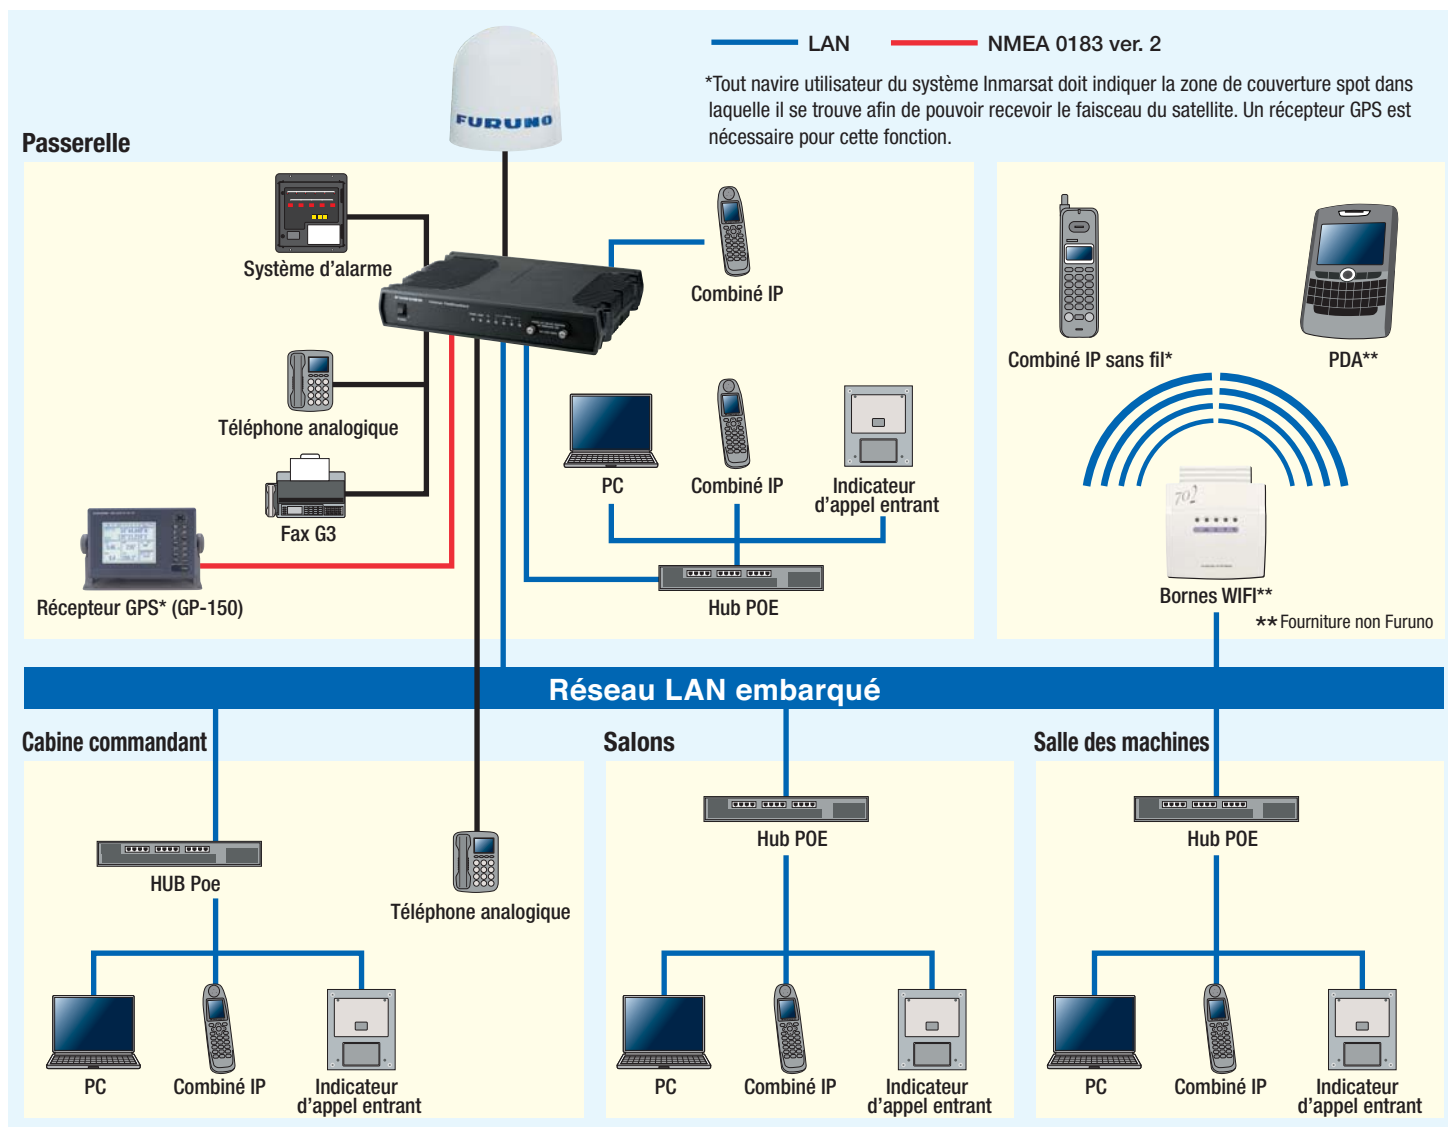 LAN
NMEA 0183 ver. 2
*Tout navire utilisateur du système Inmarsat doit indiquer la zone de couverture spot dans
laquelle il se trouve afin de pouvoir recevoir le faisceau du satellite. Un récepteur GPS est
nécessaire pour cette fonction.
FURUNO
Passerelle
Système d'alarme
Combiné IP
Téléphone analogique
Fax G3
Récepteur GPS* (GP-150)
PC
Combiné IP
Indicateur
d'appel entrant
Hub POE
Combiné IP sans fil*
PDA**
702
Bornes WIFI**
**Fourniture non Furuno
Réseau LAN embarqué
Cabine commandant
HUB Poe
Téléphone analogique
PC
Combiné IP
Indicateur
d'appel entrant
Salons
Hub POE
PC
Combiné IP
Indicateur
d'appel entrant
Salle des machines
Hub POE
PC
Combiné IP
Indicateur
d'appel entrant